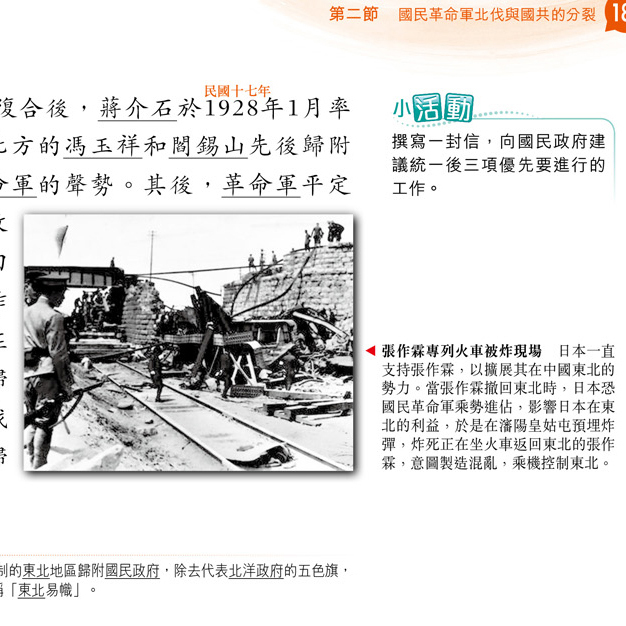 第二節 國民革命軍北伐與國共的分裂
民國十七年
復合後，蔣介石於1928年1月率
方的馮玉祥和閻錫山先後歸附
軍的聲勢。其後，革命軍平定
小活動
撰寫一封信，向國民政府建
議統一後三項優先要進行的
工作。
張作霖專列火車被炸現場 日本一直
支持張作霖，以擴展其在中國東北的
勢力。當張作霖撤回東北時，日本恐
國民革命軍乘勢進佔，影響日本在東
北的利益，於是在瀋陽皇姑屯預埋炸
彈，炸死正在坐火車返回東北的張作
霖，意圖製造混亂，乘機控制東北。
制的東北地區歸附國民政府，除去代表北洋政府的五色旗，
「東北易幟」。